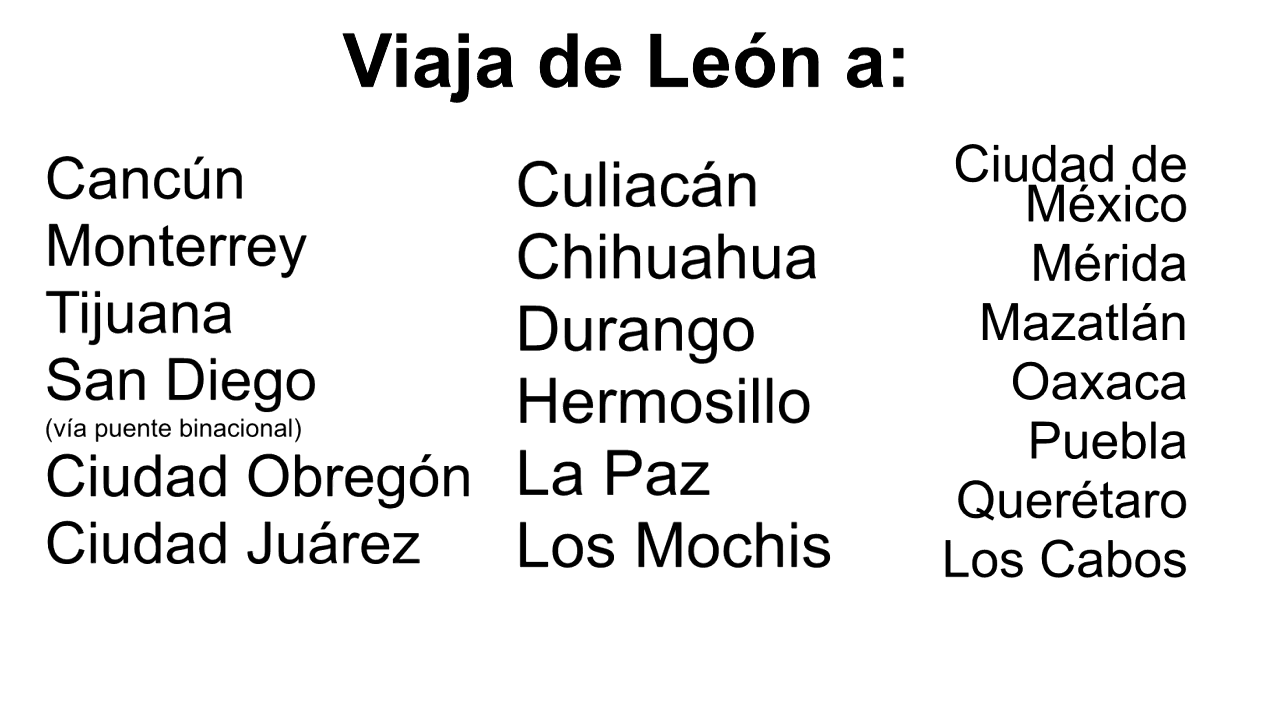 Viaja de León a:
Cancún
Monterrey
Tijuana
San Diego
(vía puente binacional)
Ciudad Obregón
Ciudad Juárez
Culiacán
Chihuahua
Durango
Hermosillo
La Paz
Los Mochis
Ciudad de
México
Mérida
Mazatlán
Oaxaca
Puebla
Querétaro
Los Cabos